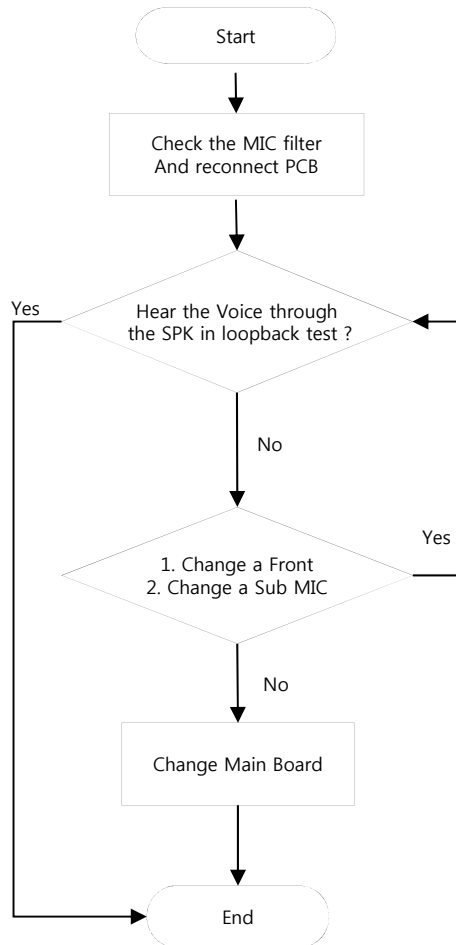 Start
Check the MIC filter
And reconnect PCB
Yes
Hear the Voice through
the SPK in loopback test ?
No
Yes
1. Change a Front
2. Change a Sub MIC
No
Change Main Board
End